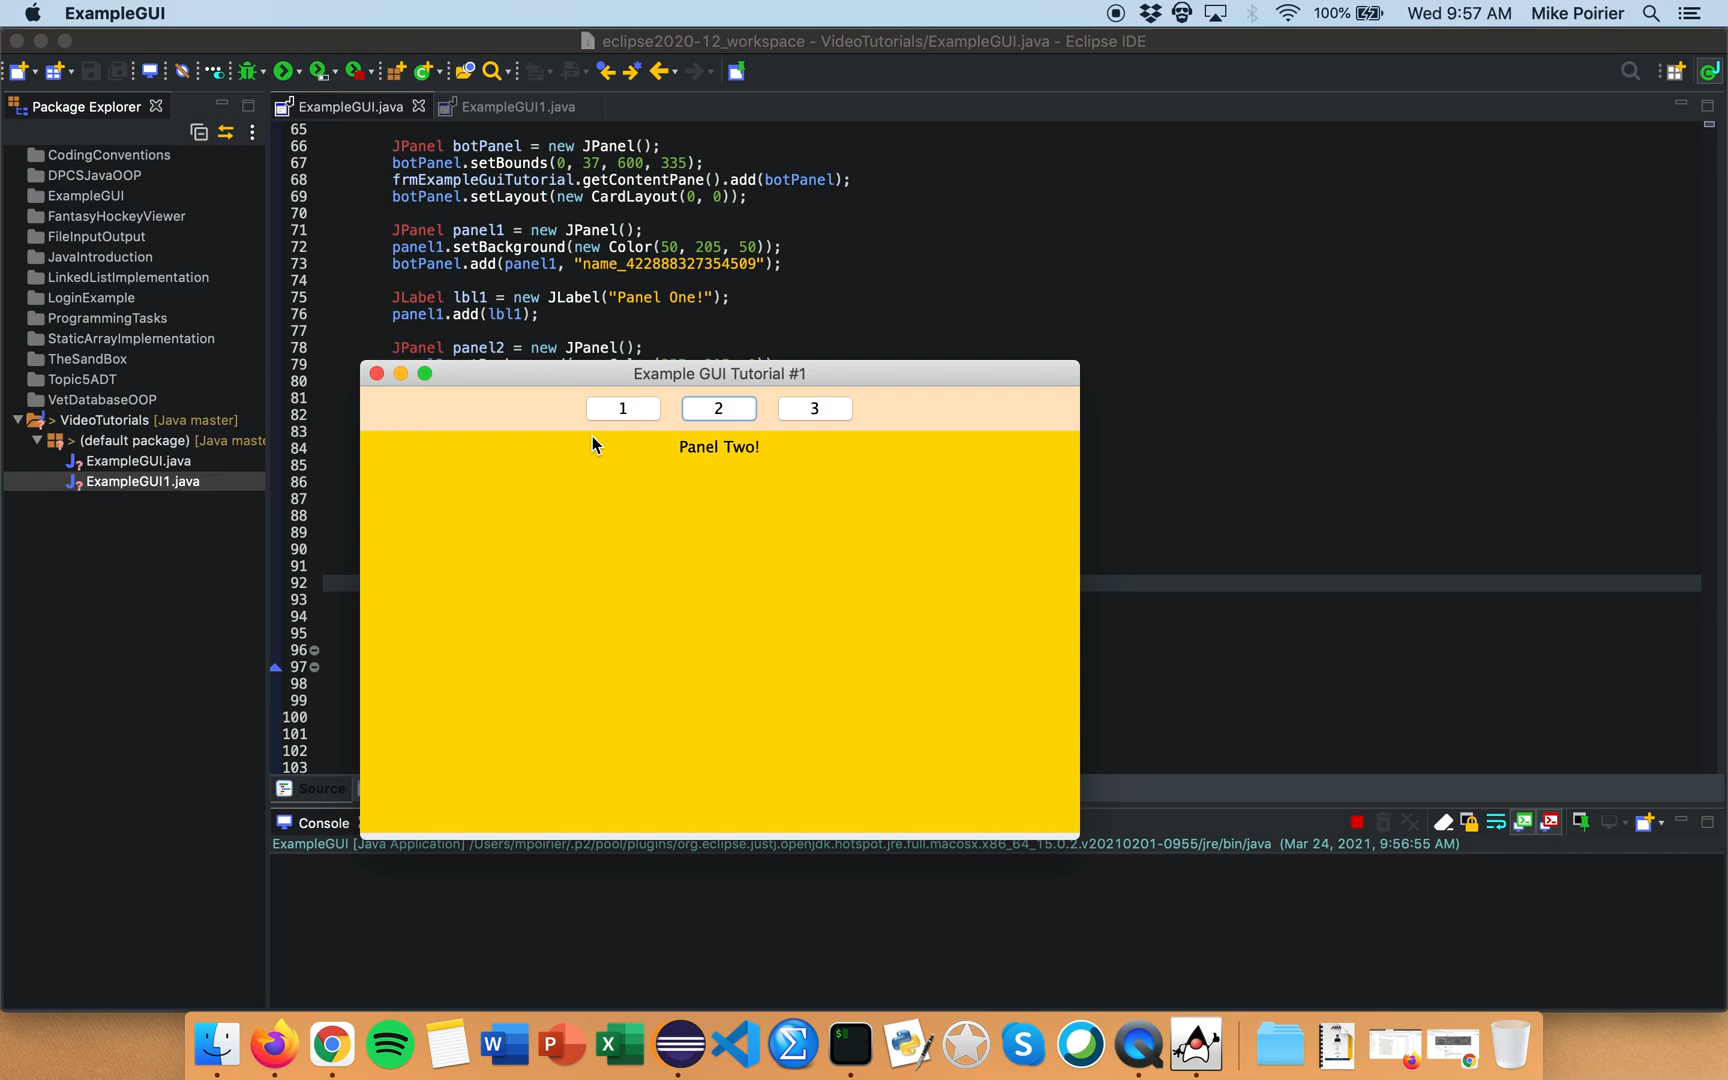 ExampleGUI
100%
Wed 9:57 AM
Mike Poirier
eclipse2020-12_workspace - VideoTutorials/ExampleGUI.java - Eclipse IDE
Package Explorer
ExampleGUI.java
ExampleGUI1.java
CodingConventions
DPCSJavaOOP
ExampleGUI
FantasyHockeyViewer
FileInputOutput
JavaIntroduction
LinkedListImplementation
LoginExample
ProgrammingTasks
StaticArrayImplementation
TheSandBox
Topic5ADT
VetDatabaseOOP
> VideoTutorials [Java master]
> (default package) [Java maste
ExampleGUI.java
ExampleGUI1.java
65
66 JPanel botPanel = new JPanel();
67 botPanel.setBounds(0, 37, 600, 335);
68 frmExampleGuiTutorial.getContentPane().add(botPanel);
69 botPanel.setLayout(new CardLayout(0, 0));
70
71 JPanel panel1 = new JPanel();
72 panel1.setBackground(new Color(50, 205, 50));
73 botPanel.add(panel1, "name_422888327354509");
74
75 JLabel lbl1 = new JLabel("Panel One!");
76 panel1.add(lbl1);
77
78 JPanel panel2 = new JPanel();
79
80
81
82
83
84
85
86
87
88
89
90
91
92
93
94
95
96
97
98
99
100
101
102
103
Example GUI Tutorial #1
1 2 3
Panel Two!
Source
Console
ExampleGUI [Java Application] /Users/mpoirier/.p2/pool/plugins/org.eclipse.justj.openjdk.hotspot.jre.full.macosx.x86_64_15.0.2.v20210201-0955/jre/bin/java (Mar 24, 2021, 9:56:55 AM)